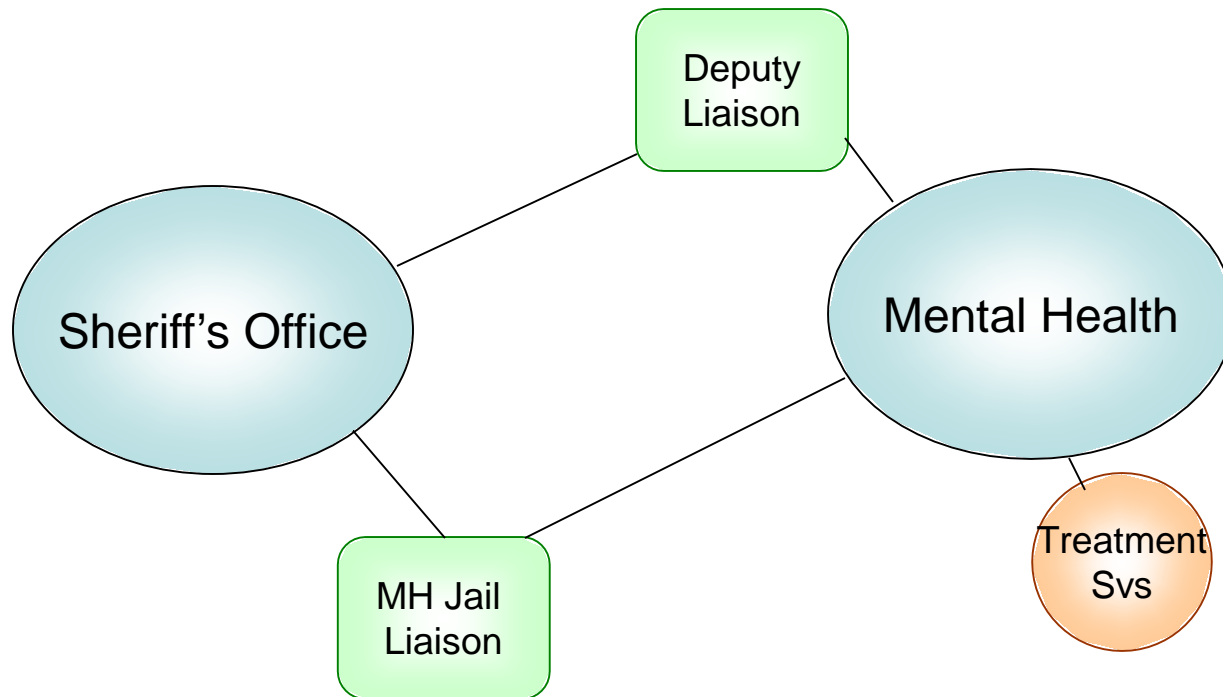 Deputy
Liaison
Sheriff’s Office
Mental Health
Treatment
Svs
MH Jail
Liaison